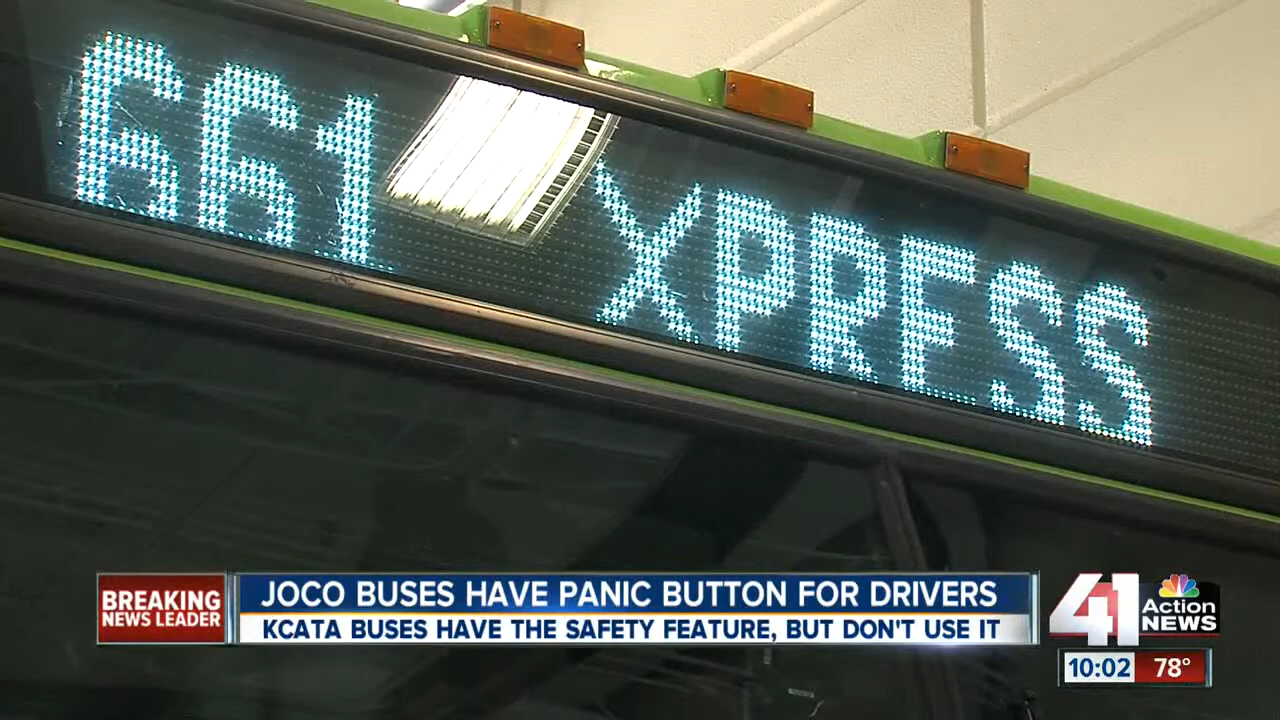 661 XPRESS
BREAKING
NEWS LEADER
JOCO BUSES HAVE PANIC BUTTON FOR DRIVERS
KCATA BUSES HAVE THE SAFETY FEATURE, BUT DON'T USE IT
41
Action
NEWS
10:02 78°